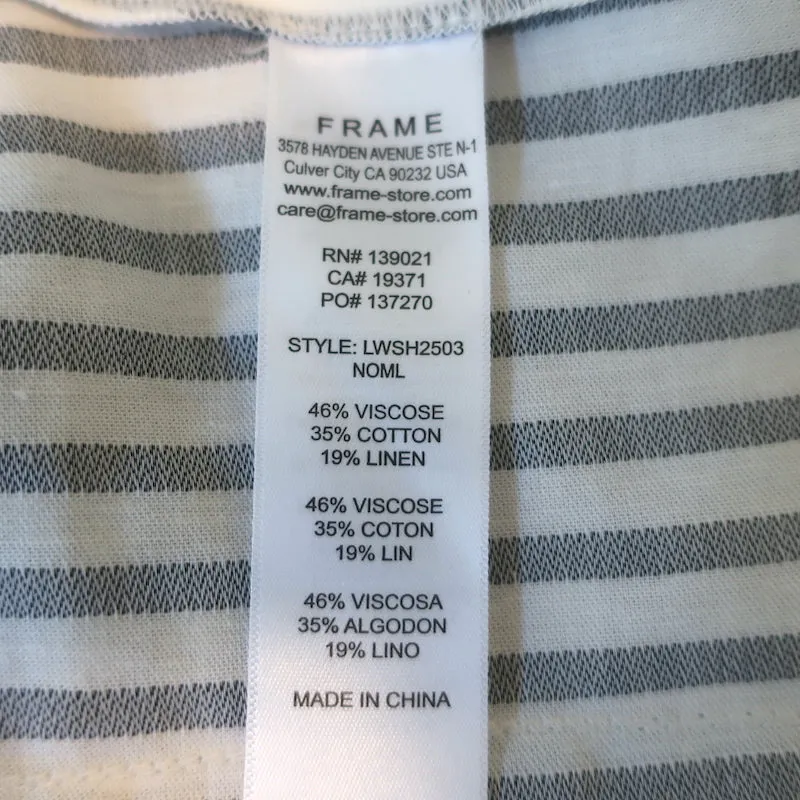 FRAME
3578 HAYDEN AVENUE STE N-1
Culver City CA 90232 USA
www.frame-store.com
care@frame-store.com
RN# 139021
CA# 19371
PO# 137270
STYLE: LWSH2503
NOML
46% VISCOSE
35% COTTON
19% LINEN
46% VISCOSE
35% COTON
19% LIN
46% VISCOSA
35% ALGODON
19% LINO
MADE IN CHINA